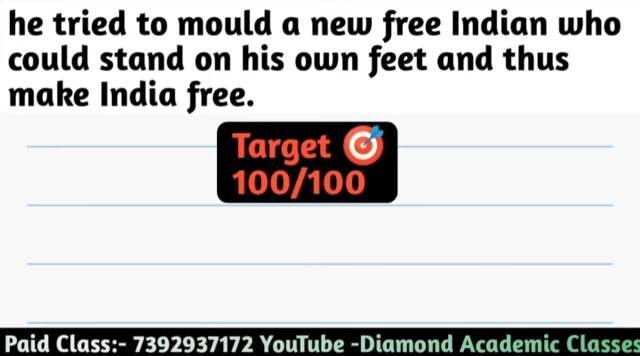 he tried to mould a new free Indian who
could stand on his own feet and thus
make India free.
Target 🎯
100/100
Paid Class:- 7392937172 YouTube -Diamond Academic Classes